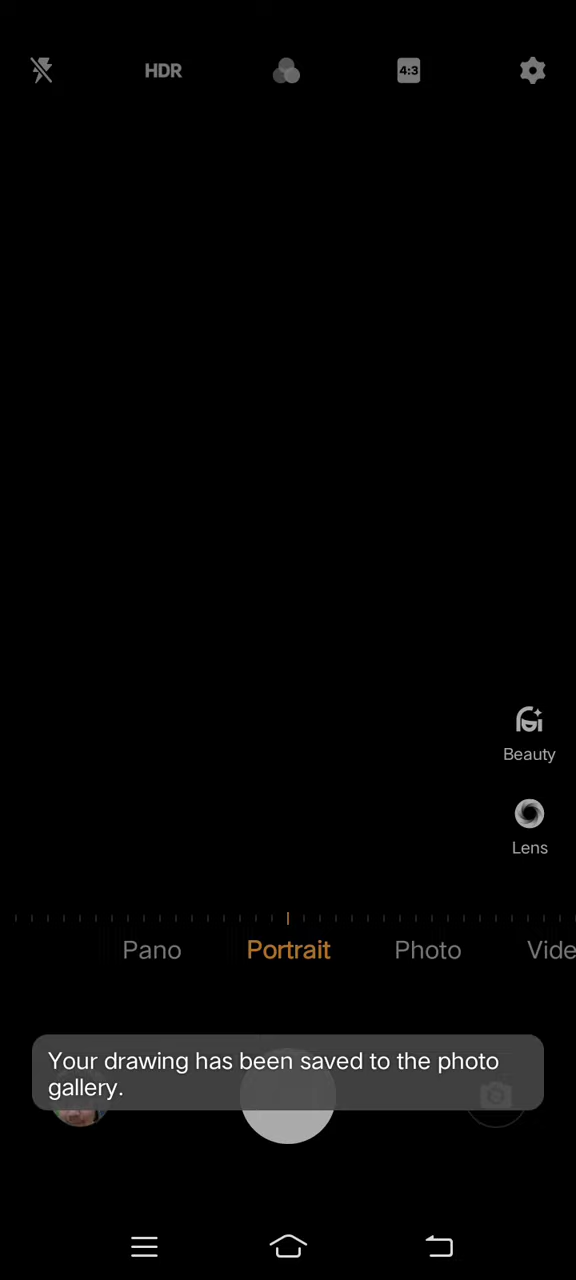 HDR
4:3
Beauty
Lens
Pano
Portrait
Photo
Vide
Your drawing has been saved to the photo
gallery.